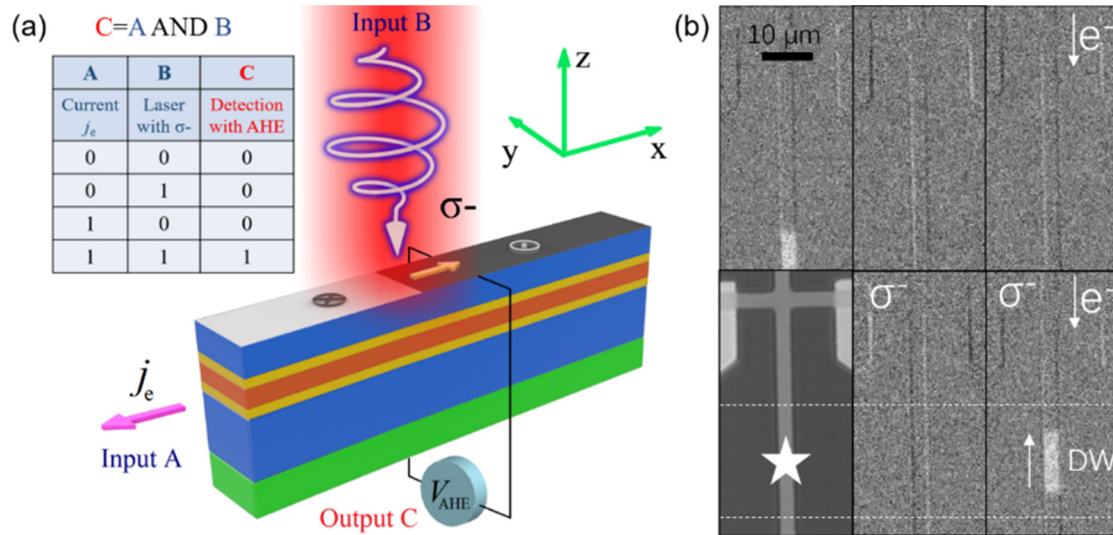 (a)
C=A AND B
A B C
Current jₑ Laser with σ- Detection with AHE
0 0 0
0 1 0
1 0 0
1 1 1
Input B
z
y
x
σ-
jₑ
Input A
V_AHE
Output C
(b)
10 μm
e⁻
σ⁻
σ⁻
e⁻
DW